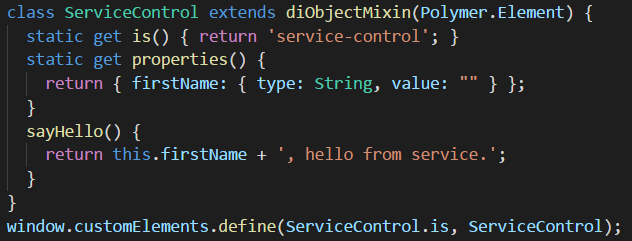 class ServiceControl extends diObjectMixin(Polymer.Element) {
  static get is() { return 'service-control'; }
  static get properties() {
    return { firstName: { type: String, value: "" } };
  }
  sayHello() {
    return this.firstName + ', hello from service.';
  }
}
window.customElements.define(ServiceControl.is, ServiceControl);